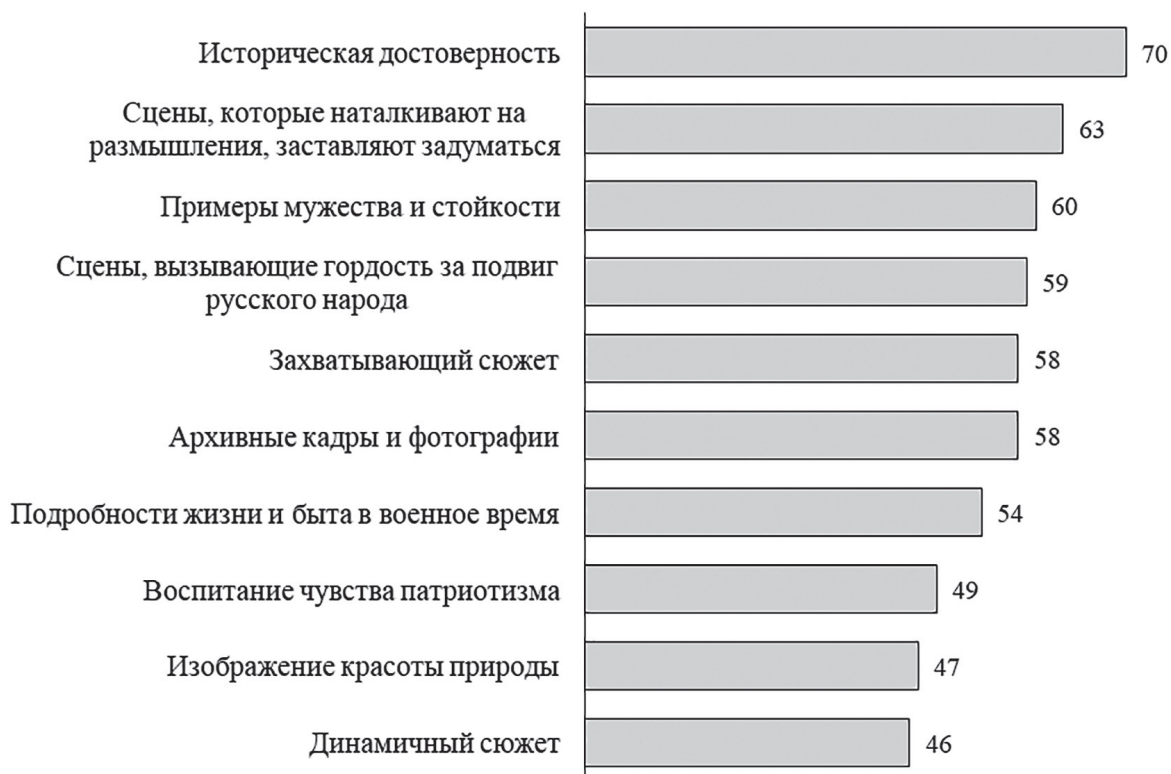 Историческая достоверность
70
Сцены, которые наталкивают на
размышления, заставляют задуматься
63
Примеры мужества и стойкости
60
Сцены, вызывающие гордость за подвиг
русского народа
59
Захватывающий сюжет
58
Архивные кадры и фотографии
58
Подробности жизни и быта в военное время
54
Воспитание чувства патриотизма
49
Изображение красоты природы
47
Динамичный сюжет
46